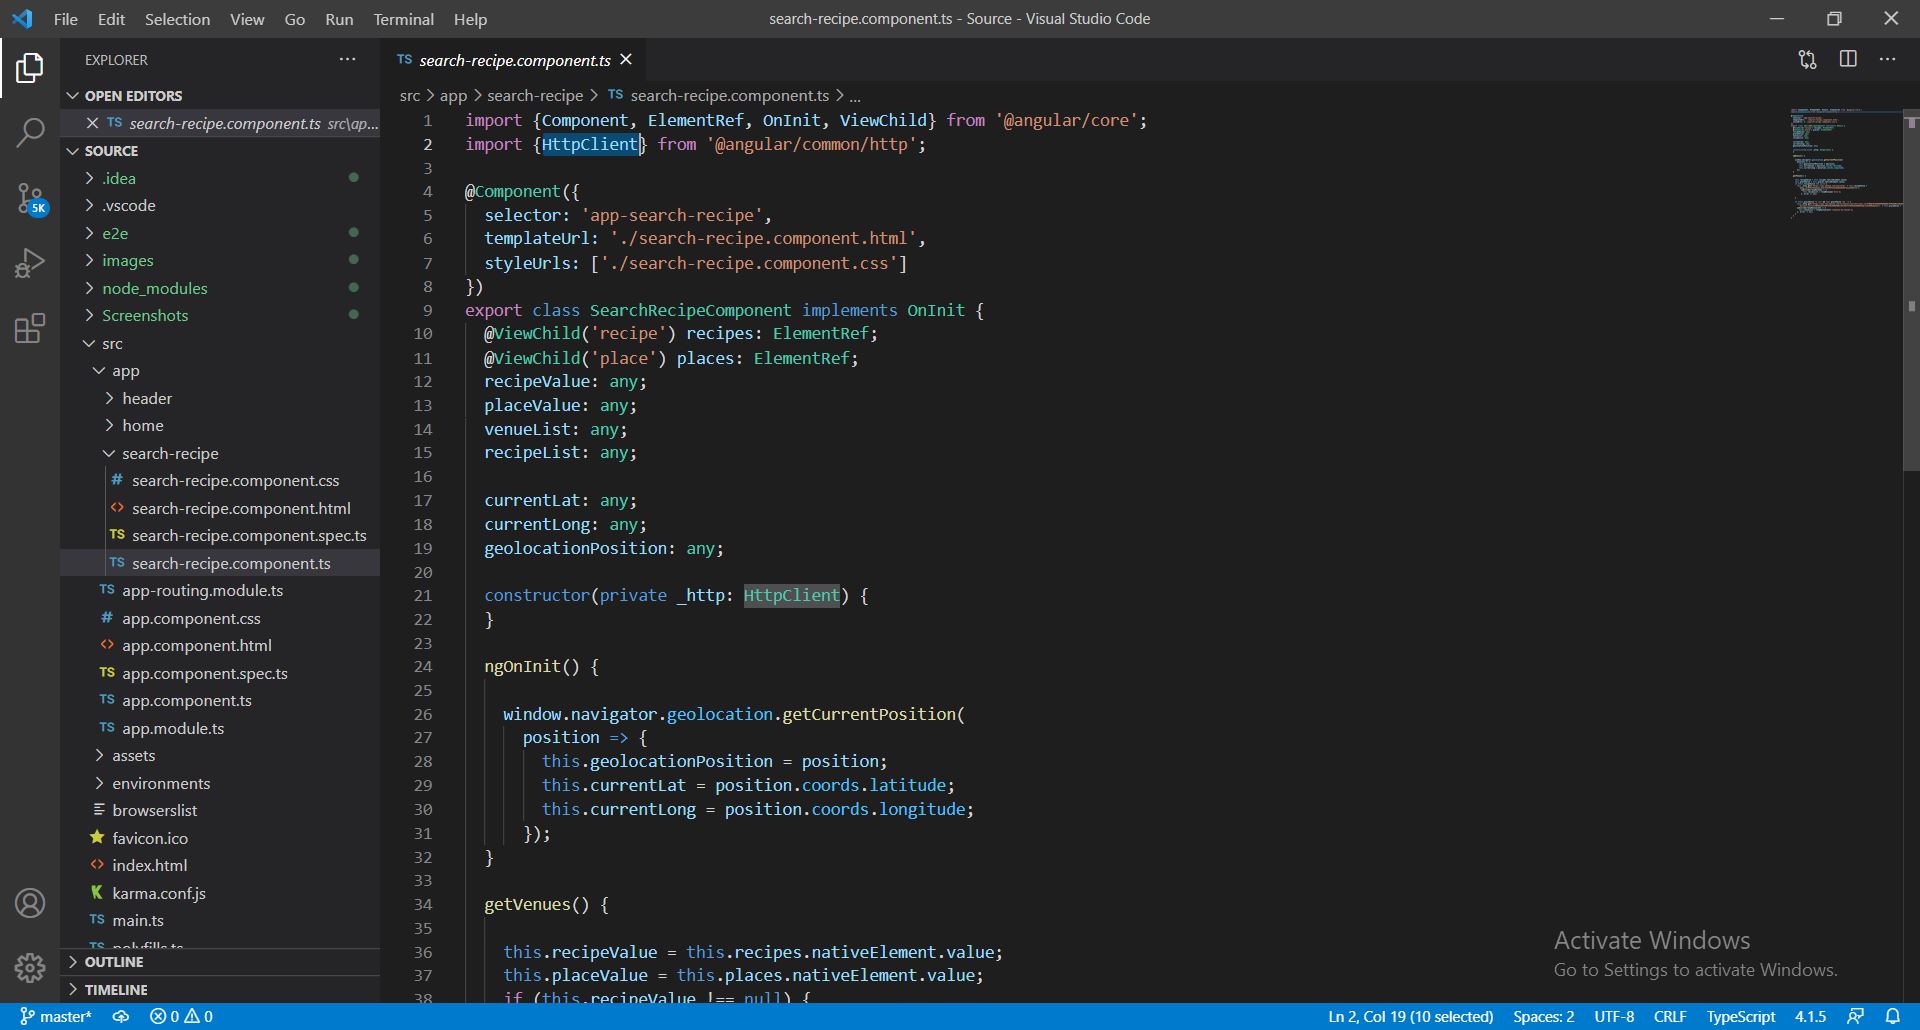 File Edit Selection View Go Run Terminal Help
search-recipe.component.ts - Source - Visual Studio Code
EXPLORER
OPEN EDITORS
TS search-recipe.component.ts src\ap...
SOURCE
.idea
.vscode
e2e
images
node_modules
Screenshots
src
app
header
home
search-recipe
# search-recipe.component.css
<> search-recipe.component.html
TS search-recipe.component.spec.ts
TS search-recipe.component.ts
TS app-routing.module.ts
# app.component.css
<> app.component.html
TS app.component.spec.ts
TS app.component.ts
TS app.module.ts
assets
environments
browserslist
favicon.ico
<> index.html
K karma.conf.js
TS main.ts
TS polyfills.ts
OUTLINE
TIMELINE
5K
TS search-recipe.component.ts
src > app > search-recipe > TS search-recipe.component.ts > ...
1 import {Component, ElementRef, OnInit, ViewChild} from '@angular/core';
2 import {HttpClient} from '@angular/common/http';
3
4 @Component({
5 selector: 'app-search-recipe',
6 templateUrl: './search-recipe.component.html',
7 styleUrls: ['./search-recipe.component.css']
8 })
9 export class SearchRecipeComponent implements OnInit {
10 @ViewChild('recipe') recipes: ElementRef;
11 @ViewChild('place') places: ElementRef;
12 recipeValue: any;
13 placeValue: any;
14 venueList: any;
15 recipeList: any;
16
17 currentLat: any;
18 currentLong: any;
19 geolocationPosition: any;
20
21 constructor(private _http: HttpClient) {
22 }
23
24 ngOnInit() {
25
26 window.navigator.geolocation.getCurrentPosition(
27 position => {
28 this.geolocationPosition = position;
29 this.currentLat = position.coords.latitude;
30 this.currentLong = position.coords.longitude;
31 });
32 }
33
34 getVenues() {
35
36 this.recipeValue = this.recipes.nativeElement.value;
37 this.placeValue = this.places.nativeElement.value;
38 if (this.recipeValue !== null) {
Activate Windows
Go to Settings to activate Windows.
master* 0 0
Ln 2, Col 19 (10 selected) Spaces: 2 UTF-8 CRLF TypeScript 4.1.5